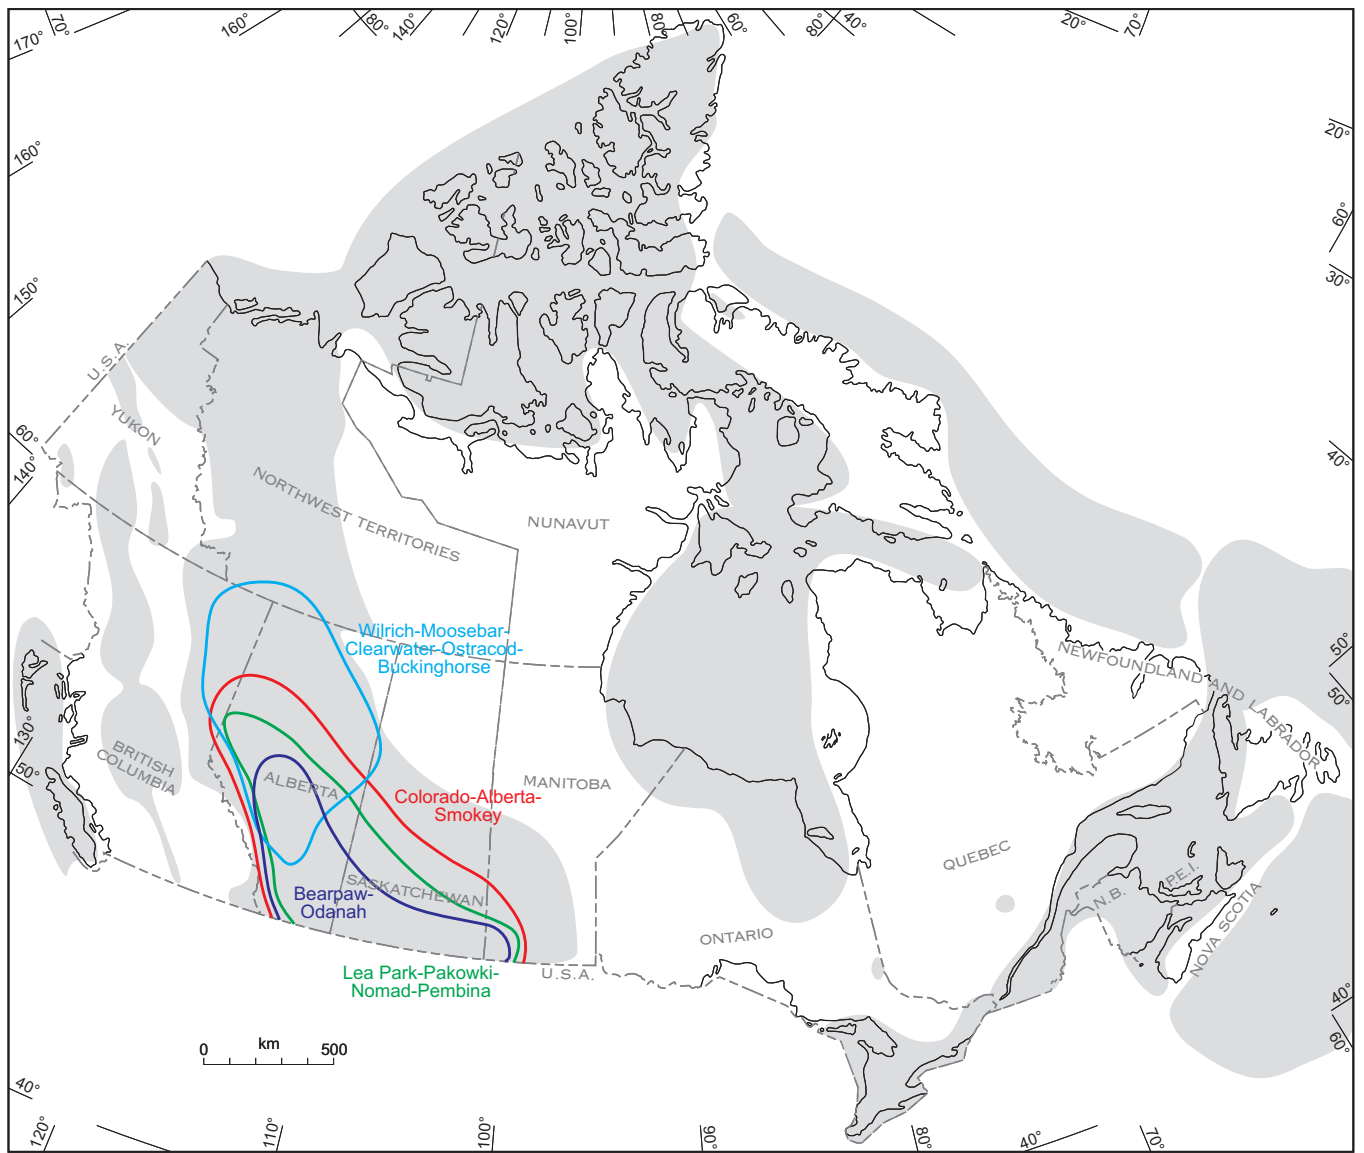 170°
70°
160°
80°
140°
120°
100°
80°
60°
80°
40°
20°
70°
160°
20°
60°
150°
30°
U.S.A.
YUKON
60°
140°
40°
NORTHWEST TERRITORIES
NUNAVUT
Wilrich-Moosebar-
Clearwater-Ostracod-
Buckinghorse
50°
NEWFOUNDLAND AND LABRADOR
50°
130°
BRITISH
COLUMBIA
50°
ALBERTA
MANITOBA
Colorado-Alberta-
Smokey
QUEBEC
SASKATCHEWAN
Bearpaw-
Odanah
N.B.
P.E.I.
NOVA SCOTIA
ONTARIO
U.S.A.
Lea Park-Pakowki-
Nomad-Pembina
40°
60°
0 km 500
40°
120°
110°
100°
90°
80°
40°
70°